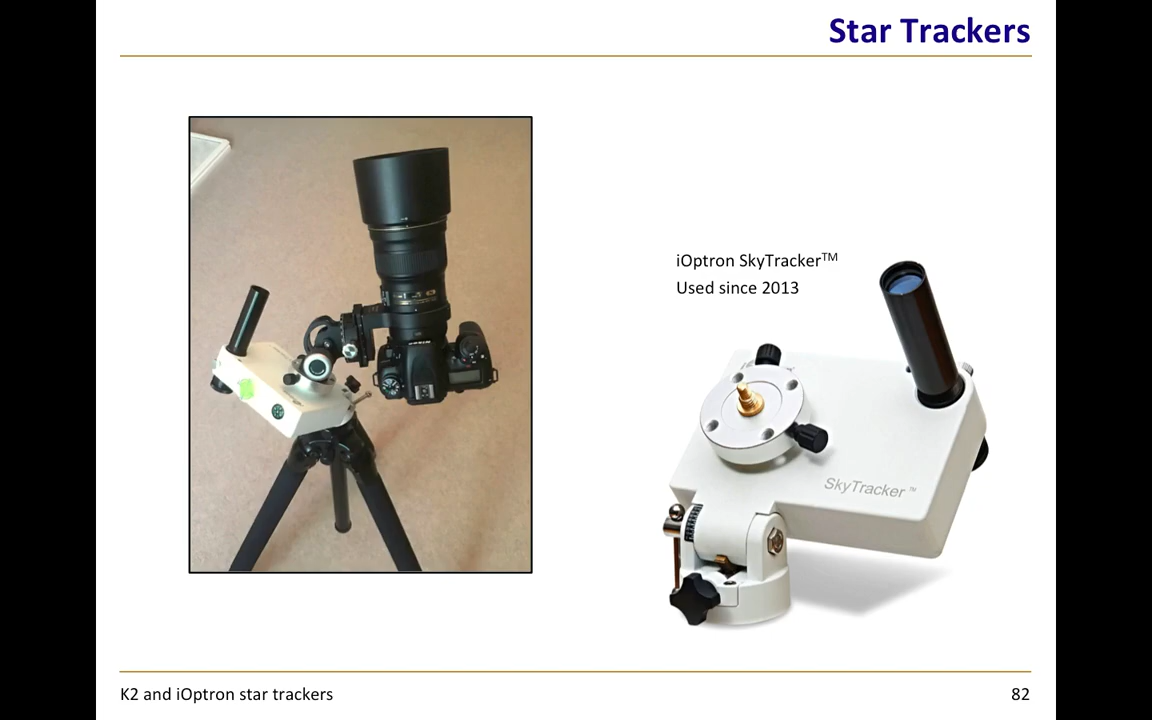 Star Trackers
iOptron SkyTracker™
Used since 2013
SkyTracker™
K2 and iOptron star trackers
82